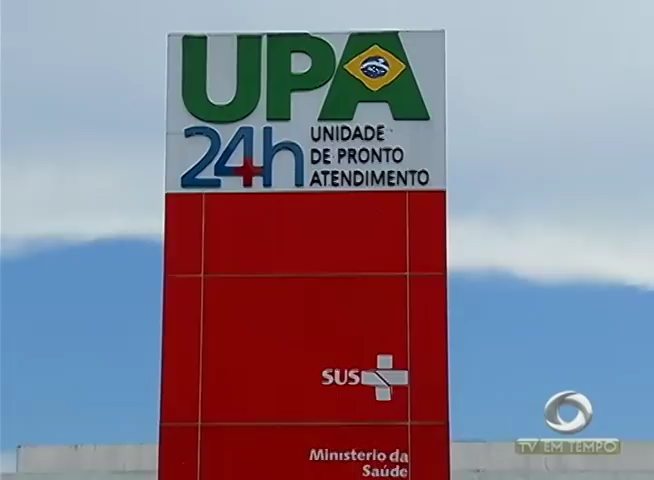 UPA
24h
UNIDADE
DE PRONTO
ATENDIMENTO
SUS
Ministerio da
Saúde
TV EM TEMPO